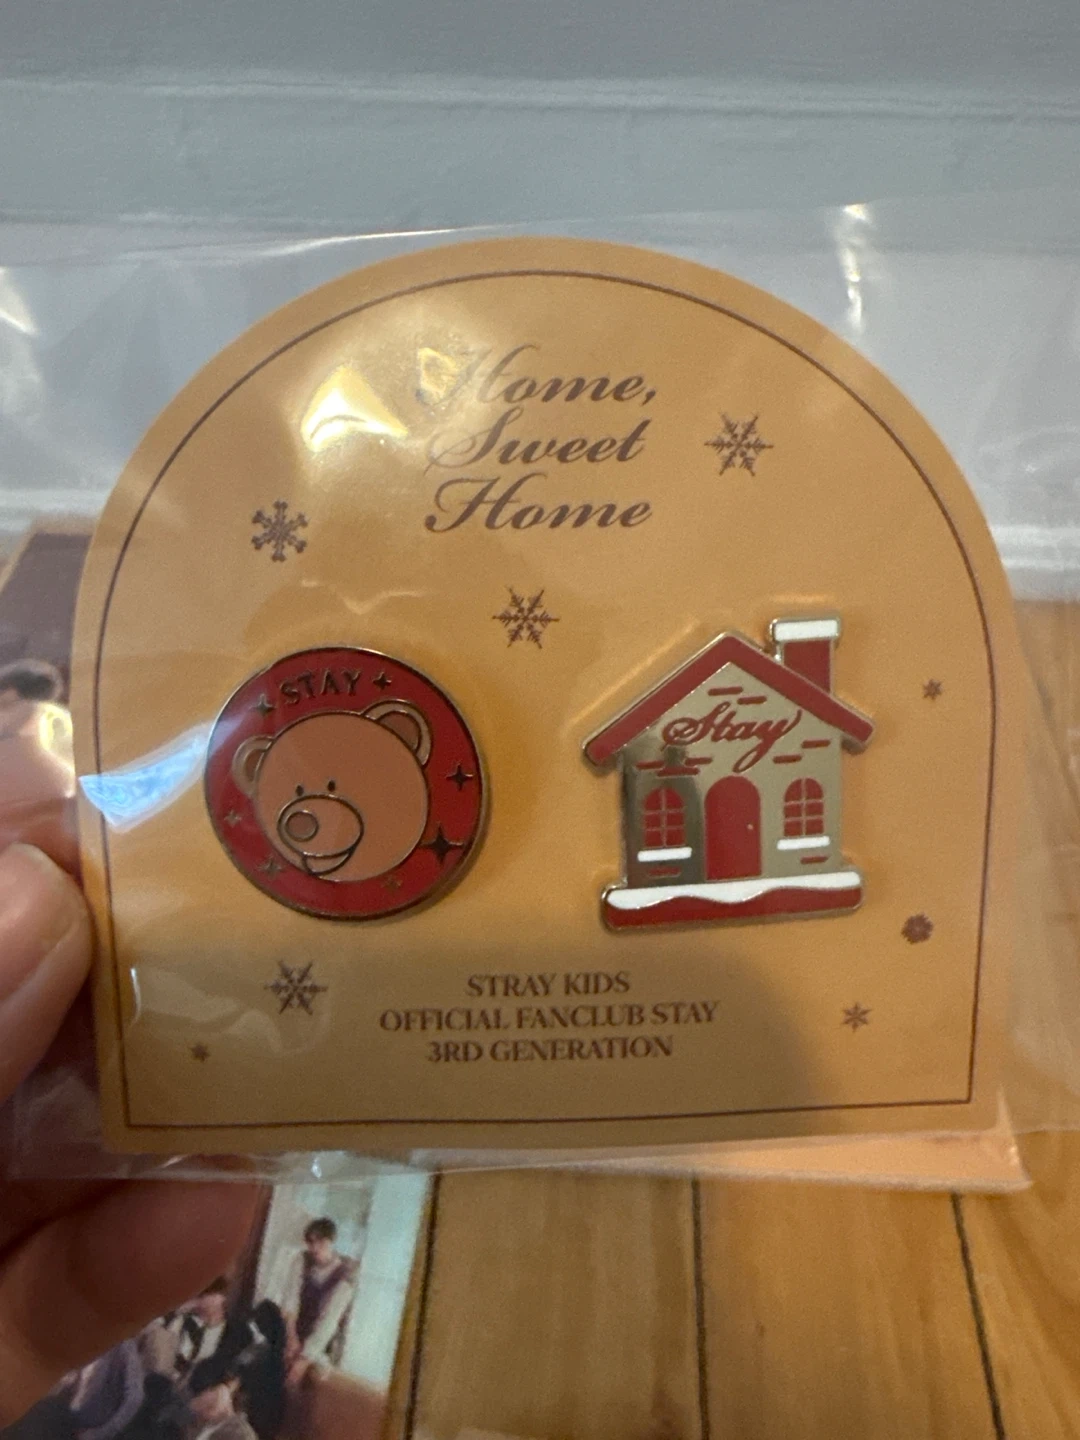 Home,
Sweet
Home
STAY
Stay
STRAY KIDS
OFFICIAL FANCLUB STAY
3RD GENERATION